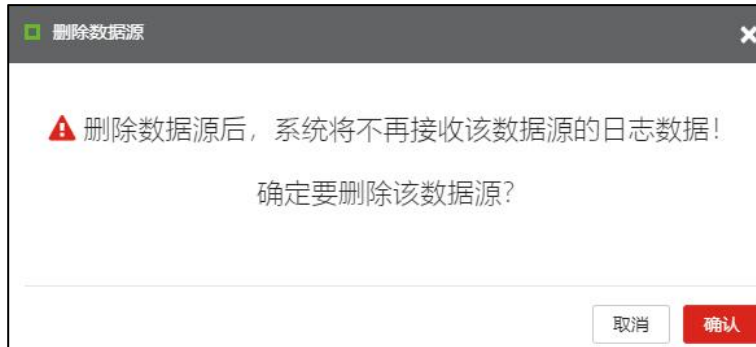 删除数据源
删除数据源后，系统将不再接收该数据源的日志数据！
确定要删除该数据源？
取消
确认